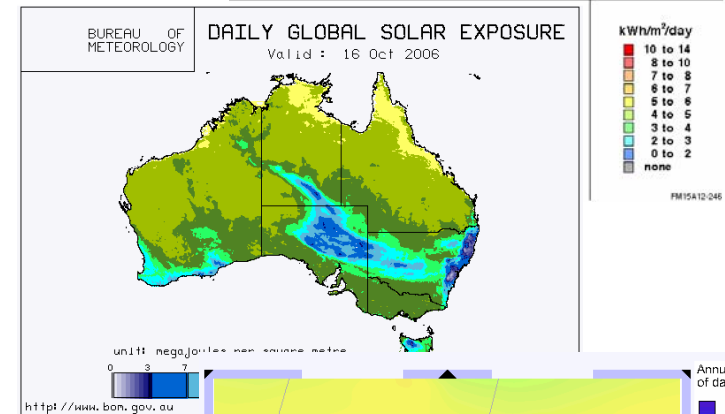 BUREAU OF
METEOROLOGY
DAILY GLOBAL SOLAR EXPOSURE
Valid : 16 Oct 2006
kWh/m²/day
10 to 14
8 to 10
7 to 8
6 to 7
5 to 6
4 to 5
3 to 4
2 to 3
0 to 2
none
FM15A12-246
unit: megajoules per square metre
0 3 7
http://www.bom.gov.au
Annu
of da